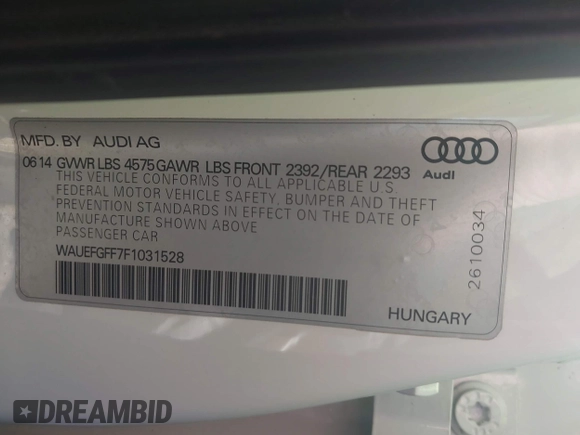 MFD. BY AUDI AG
06 14 GVWR LBS 4575 GAWR LBS FRONT 2392/REAR 2293
THIS VEHICLE CONFORMS TO ALL APPLICABLE U.S.
FEDERAL MOTOR VEHICLE SAFETY, BUMPER AND THEFT
PREVENTION STANDARDS IN EFFECT ON THE DATE OF
MANUFACTURE SHOWN ABOVE
PASSENGER CAR
WAUEFGFF7F1031528
Audi
2610034
HUNGARY
DREAMBID